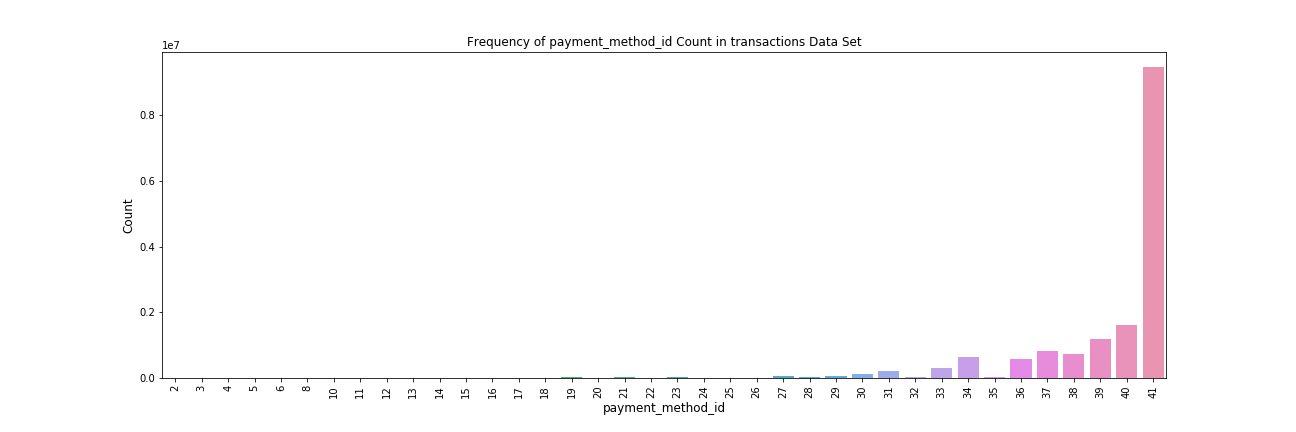 Frequency of payment_method_id Count in transactions Data Set
1e7
0.8
0.6
0.4
0.2
0.0
Count
2 3 4 5 6 8 10 11 12 13 14 15 16 17 18 19 20 21 22 23 24 25 26 27 28 29 30 31 32 33 34 35 36 37 38 39 40 41
payment_method_id